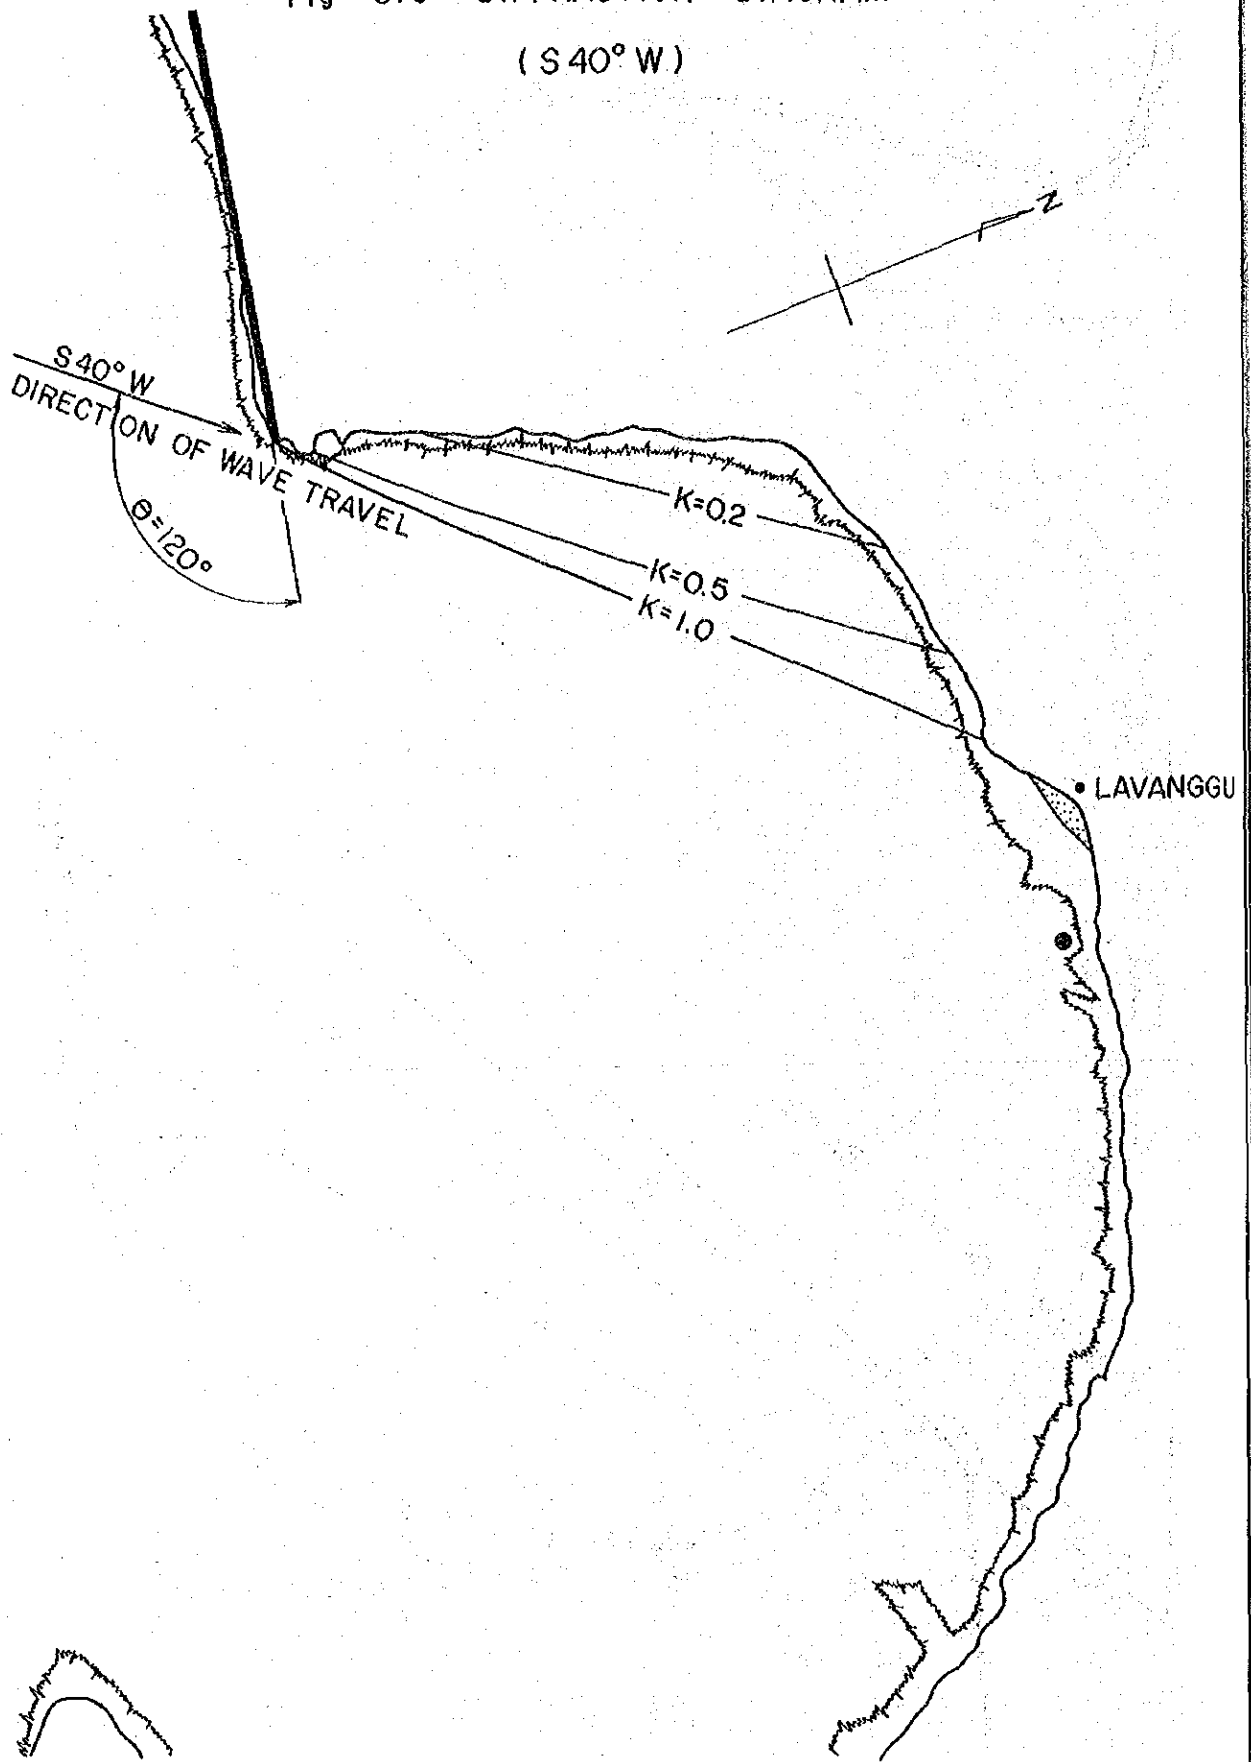 (S 40° W)
N
S 40° W
DIRECTION OF WAVE TRAVEL
θ=120°
K=0.2
K=0.5
K=1.0
• LAVANGGU